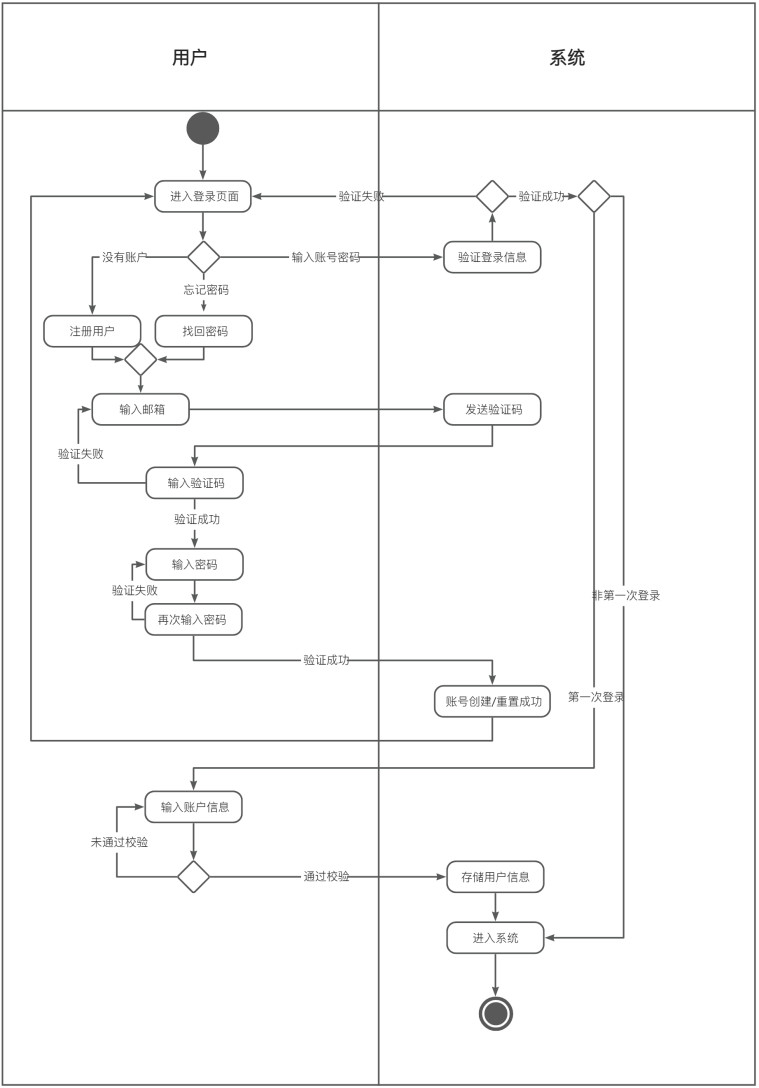 用户
系统
进入登录页面
验证失败
验证成功
没有账户
输入账号密码
验证登录信息
忘记密码
注册用户
找回密码
输入邮箱
发送验证码
验证失败
输入验证码
验证成功
输入密码
验证失败
非第一次登录
再次输入密码
验证成功
第一次登录
账号创建/重置成功
输入账户信息
未通过校验
通过校验
存储用户信息
进入系统